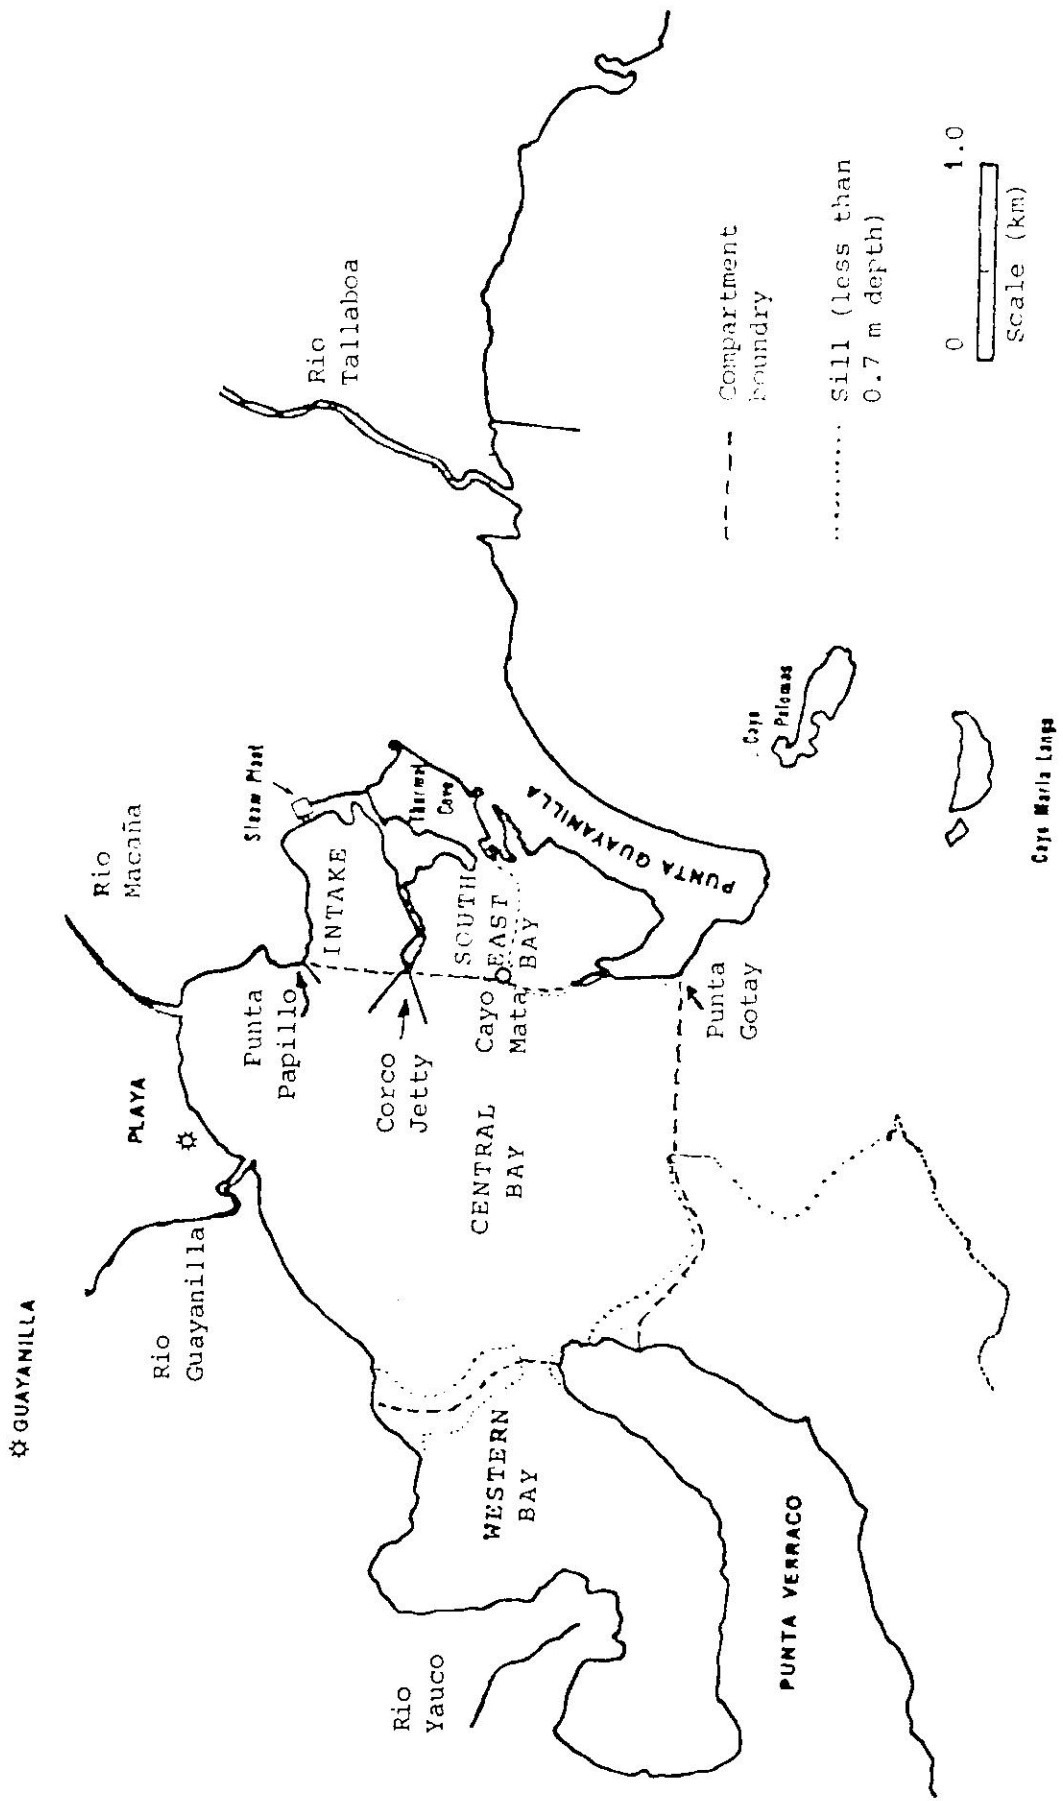 GUAYANILLA
Rio
Guayanilla
PLAYA
Rio
Macaña
Steam Plant
Rio
Tallaboa
Punta
Papillo
INTAKE
Thermal
Cove
Corco
Jetty
SOUTH
EAST
BAY
Cayo
Mata
CENTRAL
BAY
WESTERN
BAY
Rio
Yauco
PUNTA GUAYANILLA
Punta
Gotay
PUNTA VERRACO
Cayo
Palomas
Cayo Maria Langa
Compartment
boundry
Sill (less than
0.7 m depth)
0 1.0
Scale (km)